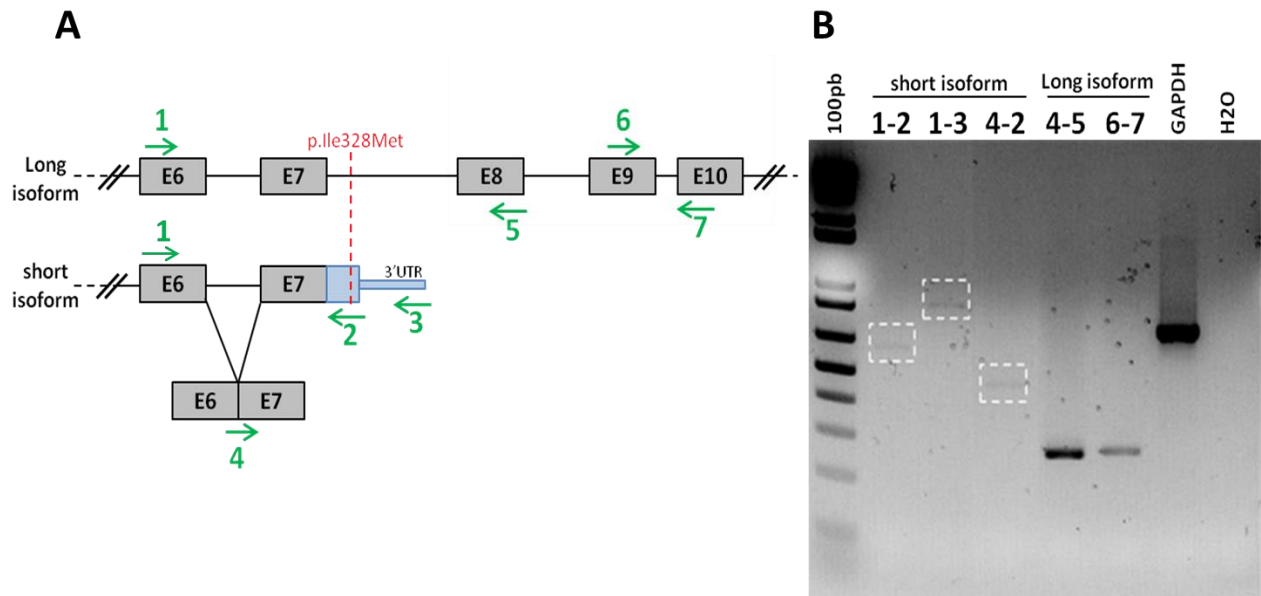 A
1
6
p.Ile328Met
Long
isoform
E6
E7
E8
E9
E10
5
7
1
short
isoform
E6
E7
3'UTR
2
3
E6
E7
4
B
100pb
short isoform
Long isoform
GAPDH
H2O
1-2
1-3
4-2
4-5
6-7